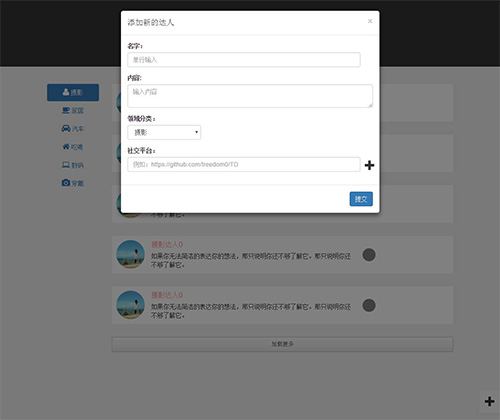 添加新的达人
×
名字：
单行输入
内容:
输入内容
领域分类：
摄影
社交平台：
例如：https://github.com/freedom0/TD
提交
摄影
家居
汽车
吃喝
数码
穿戴
不够了解它。
摄影达人0
如果你无法简洁的表达你的想法，那只说明你还不够了解它。那只说明你还
不够了解它。
摄影达人0
如果你无法简洁的表达你的想法，那只说明你还不够了解它。那只说明你还
不够了解它。
加载更多